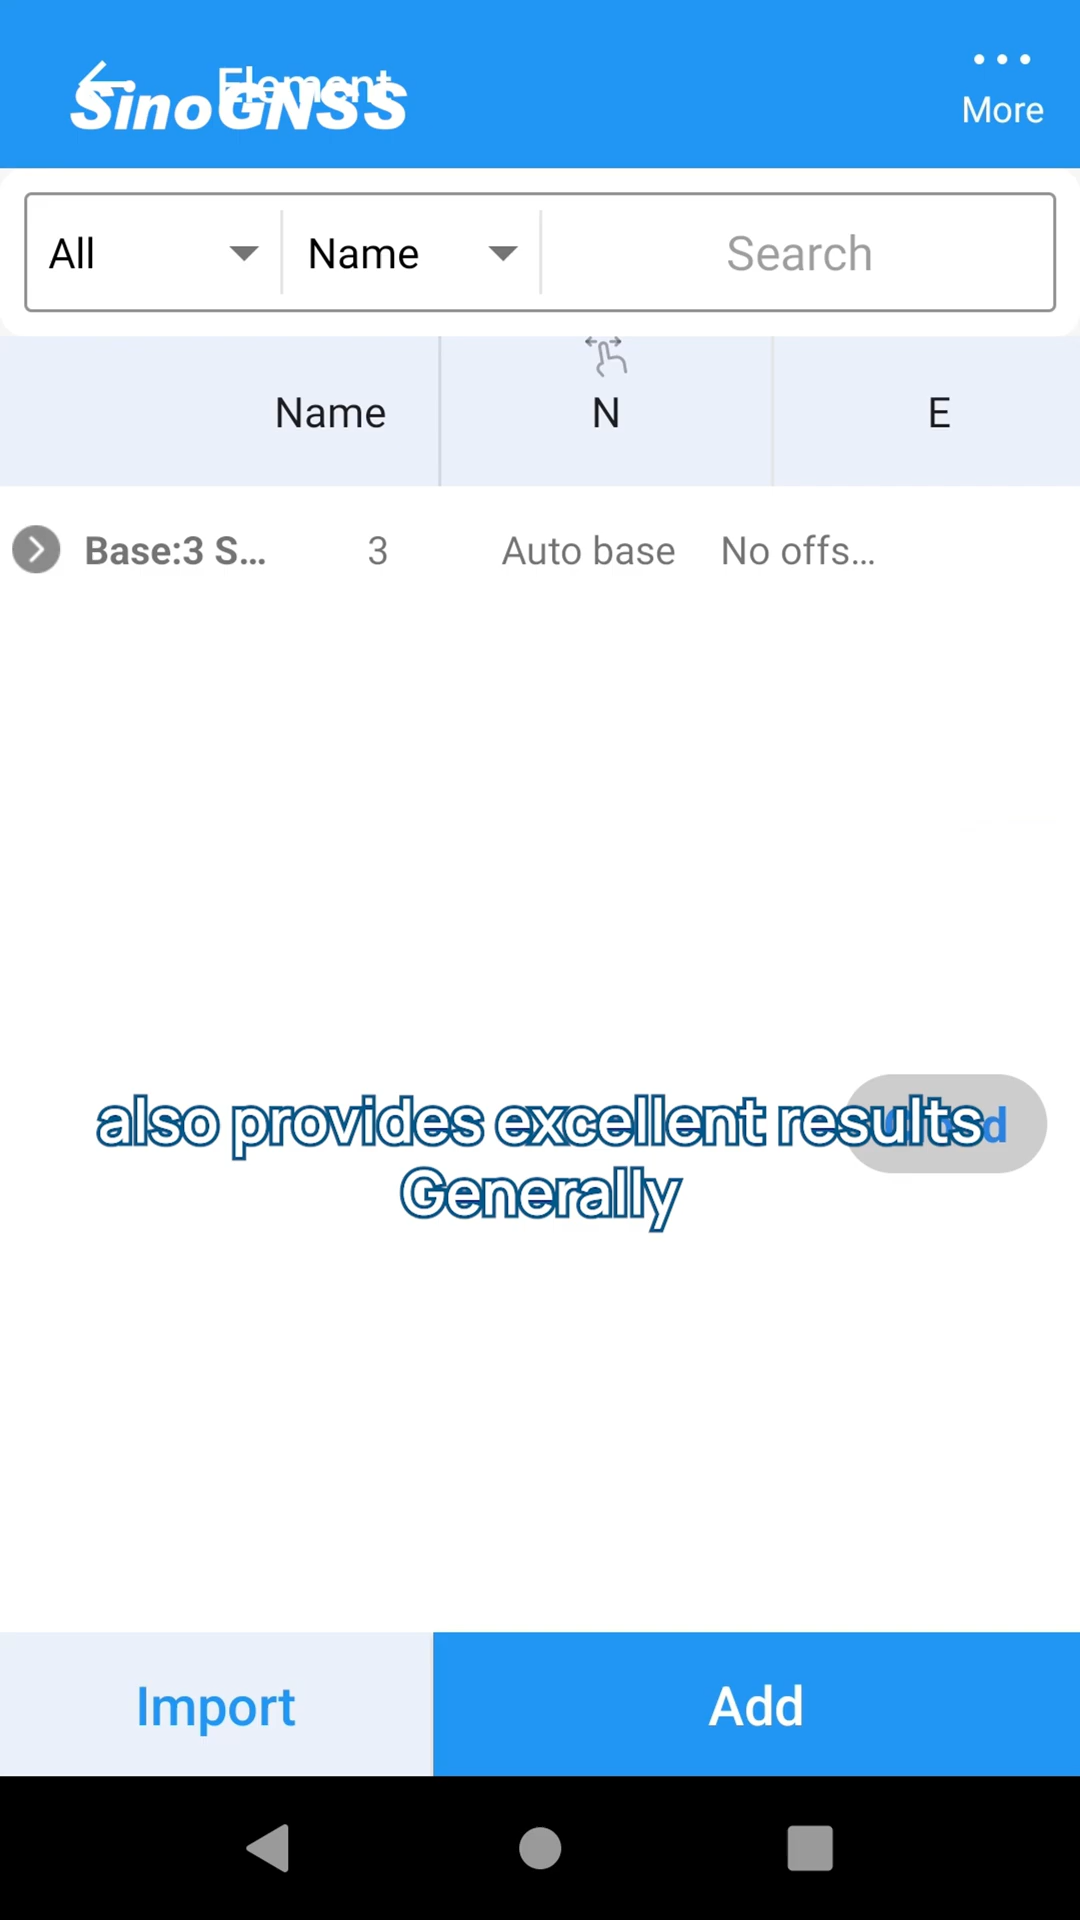 Element
SinoGNSS
More
All
Name
Search
Name
N
E
Base:3 S...
3
Auto base
No offs...
also provides excellent results
Generally
Import
Add